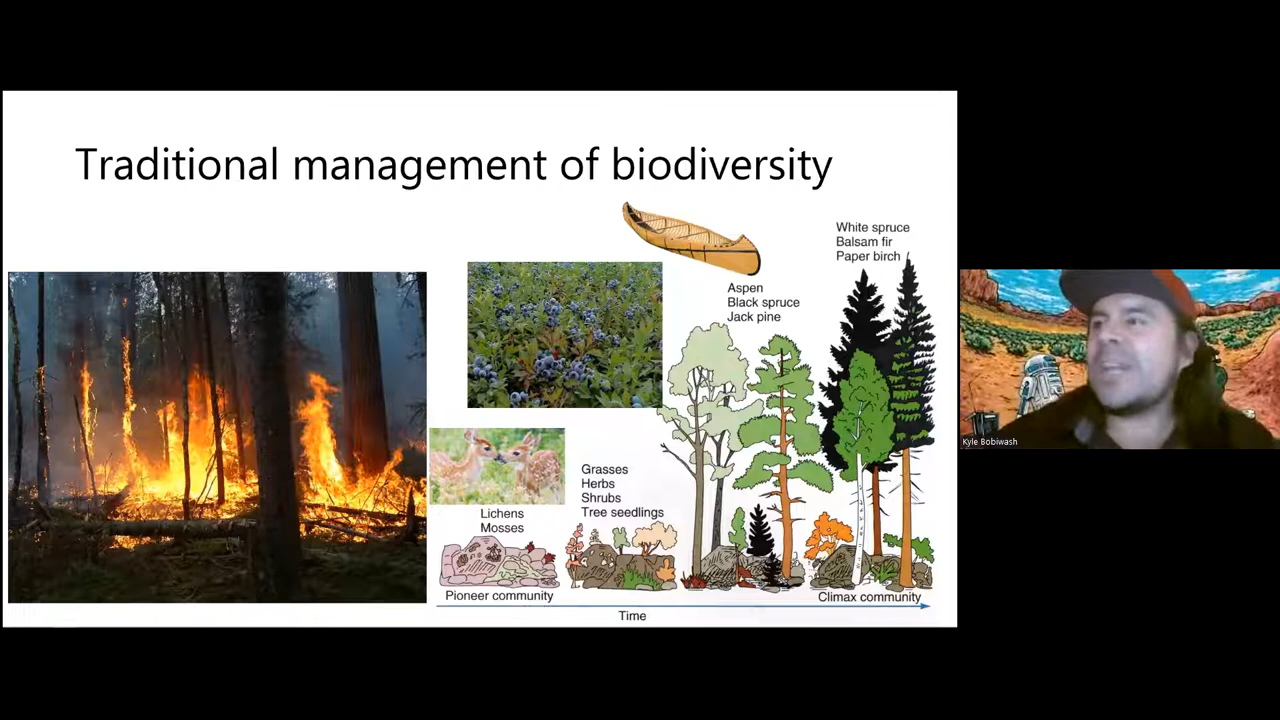 Traditional management of biodiversity
White spruce
Balsam fir
Paper birch
Aspen
Black spruce
Jack pine
Grasses
Herbs
Shrubs
Tree seedlings
Lichens
Mosses
Pioneer community
Climax community
Time
Kyle Bobiwash